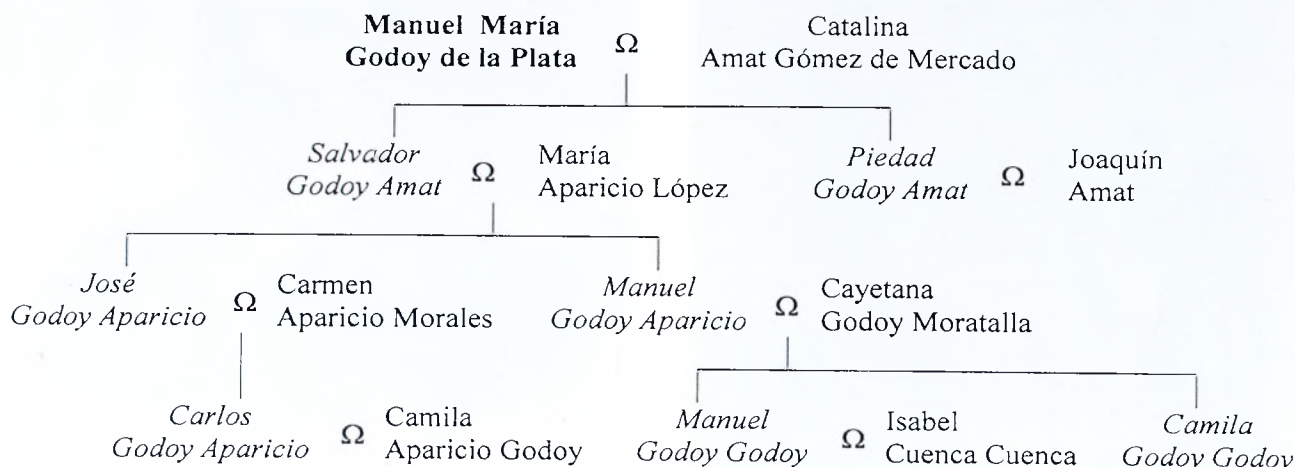 Manuel María Ω Catalina
Godoy de la Plata Amat Gómez de Mercado
Salvador Ω María Piedad Ω Joaquín
Godoy Amat Aparicio López Godoy Amat Amat
José Ω Carmen Manuel Ω Cayetana
Godoy Aparicio Aparicio Morales Godoy Aparicio Godoy Moratalla
Carlos Ω Camila Manuel Ω Isabel Camila
Godoy Aparicio Aparicio Godoy Godoy Godoy Cuenca Cuenca Godoy Godoy